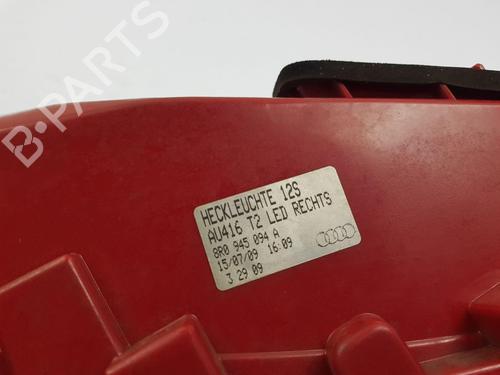 B-PARTS
HECKLEUCHTE 12S
AU416 T2 LED RECHTS
8R0 945 094 A
15/07/09 16:09
3 29 09